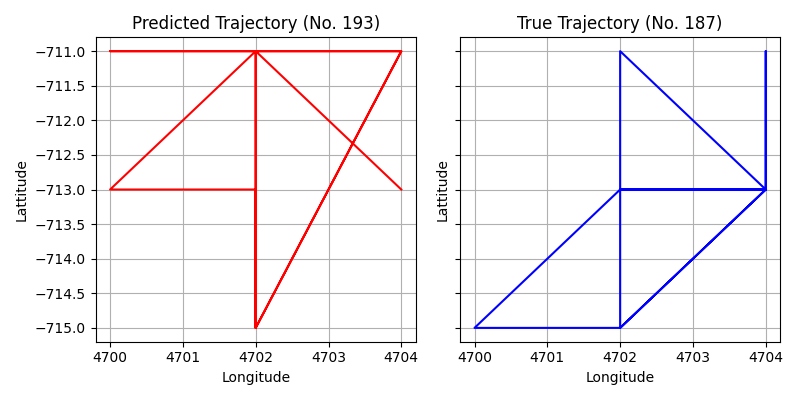 Predicted Trajectory (No. 193)
Lattitude
−711.0
−711.5
−712.0
−712.5
−713.0
−713.5
−714.0
−714.5
−715.0
4700 4701 4702 4703 4704
Longitude
True Trajectory (No. 187)
Lattitude
4700 4701 4702 4703 4704
Longitude